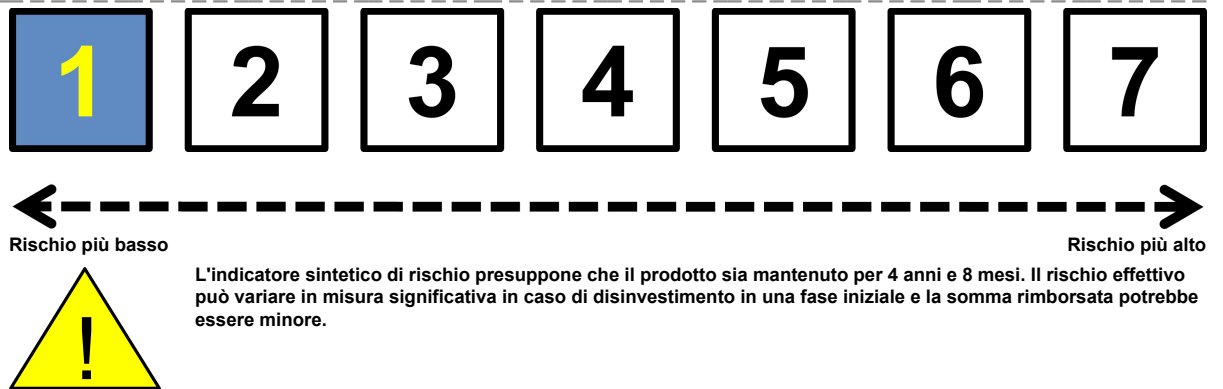 1 2 3 4 5 6 7
Rischio più basso Rischio più alto
L'indicatore sintetico di rischio presuppone che il prodotto sia mantenuto per 4 anni e 8 mesi. Il rischio effettivo
può variare in misura significativa in caso di disinvestimento in una fase iniziale e la somma rimborsata potrebbe
essere minore.
!